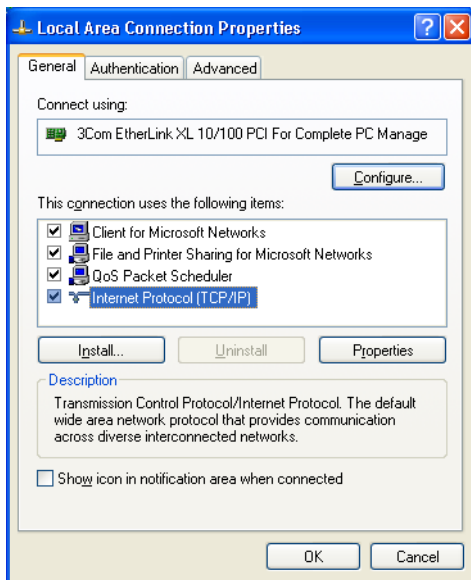 Local Area Connection Properties
General Authentication Advanced
Connect using:
3Com EtherLink XL 10/100 PCI For Complete PC Manage
Configure...
This connection uses the following items:
Client for Microsoft Networks
File and Printer Sharing for Microsoft Networks
QoS Packet Scheduler
Internet Protocol (TCP/IP)
Install... Uninstall Properties
Description
Transmission Control Protocol/Internet Protocol. The default
wide area network protocol that provides communication
across diverse interconnected networks.
Show icon in notification area when connected
OK Cancel